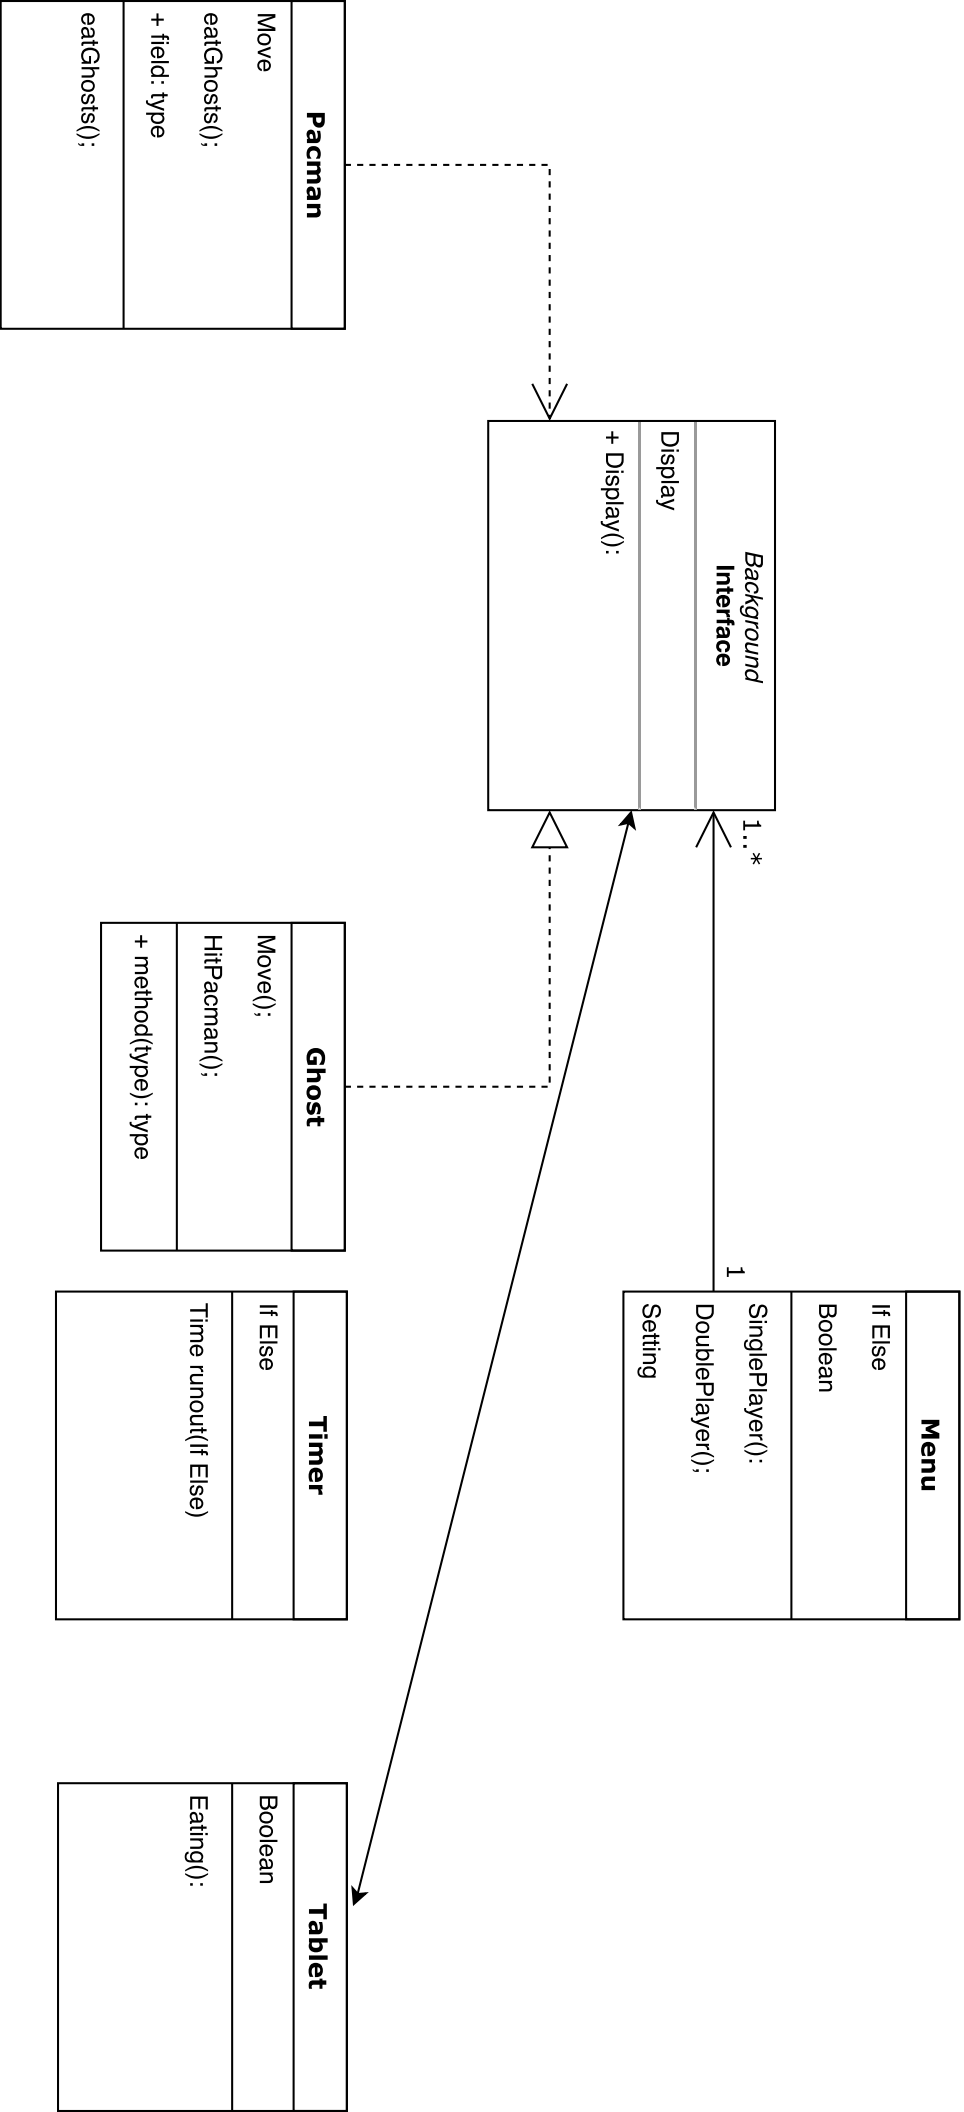 Menu
If Else
Boolean
SinglePlayer():
DoublePlayer();
Setting
1
1..*
Background
Interface
Display
+ Display():
Pacman
Move
eatGhosts();
+ field: type
eatGhosts();
Ghost
Move();
HitPacman();
+ method(type): type
Timer
If Else
Time runout(If Else)
Tablet
Boolean
Eating():